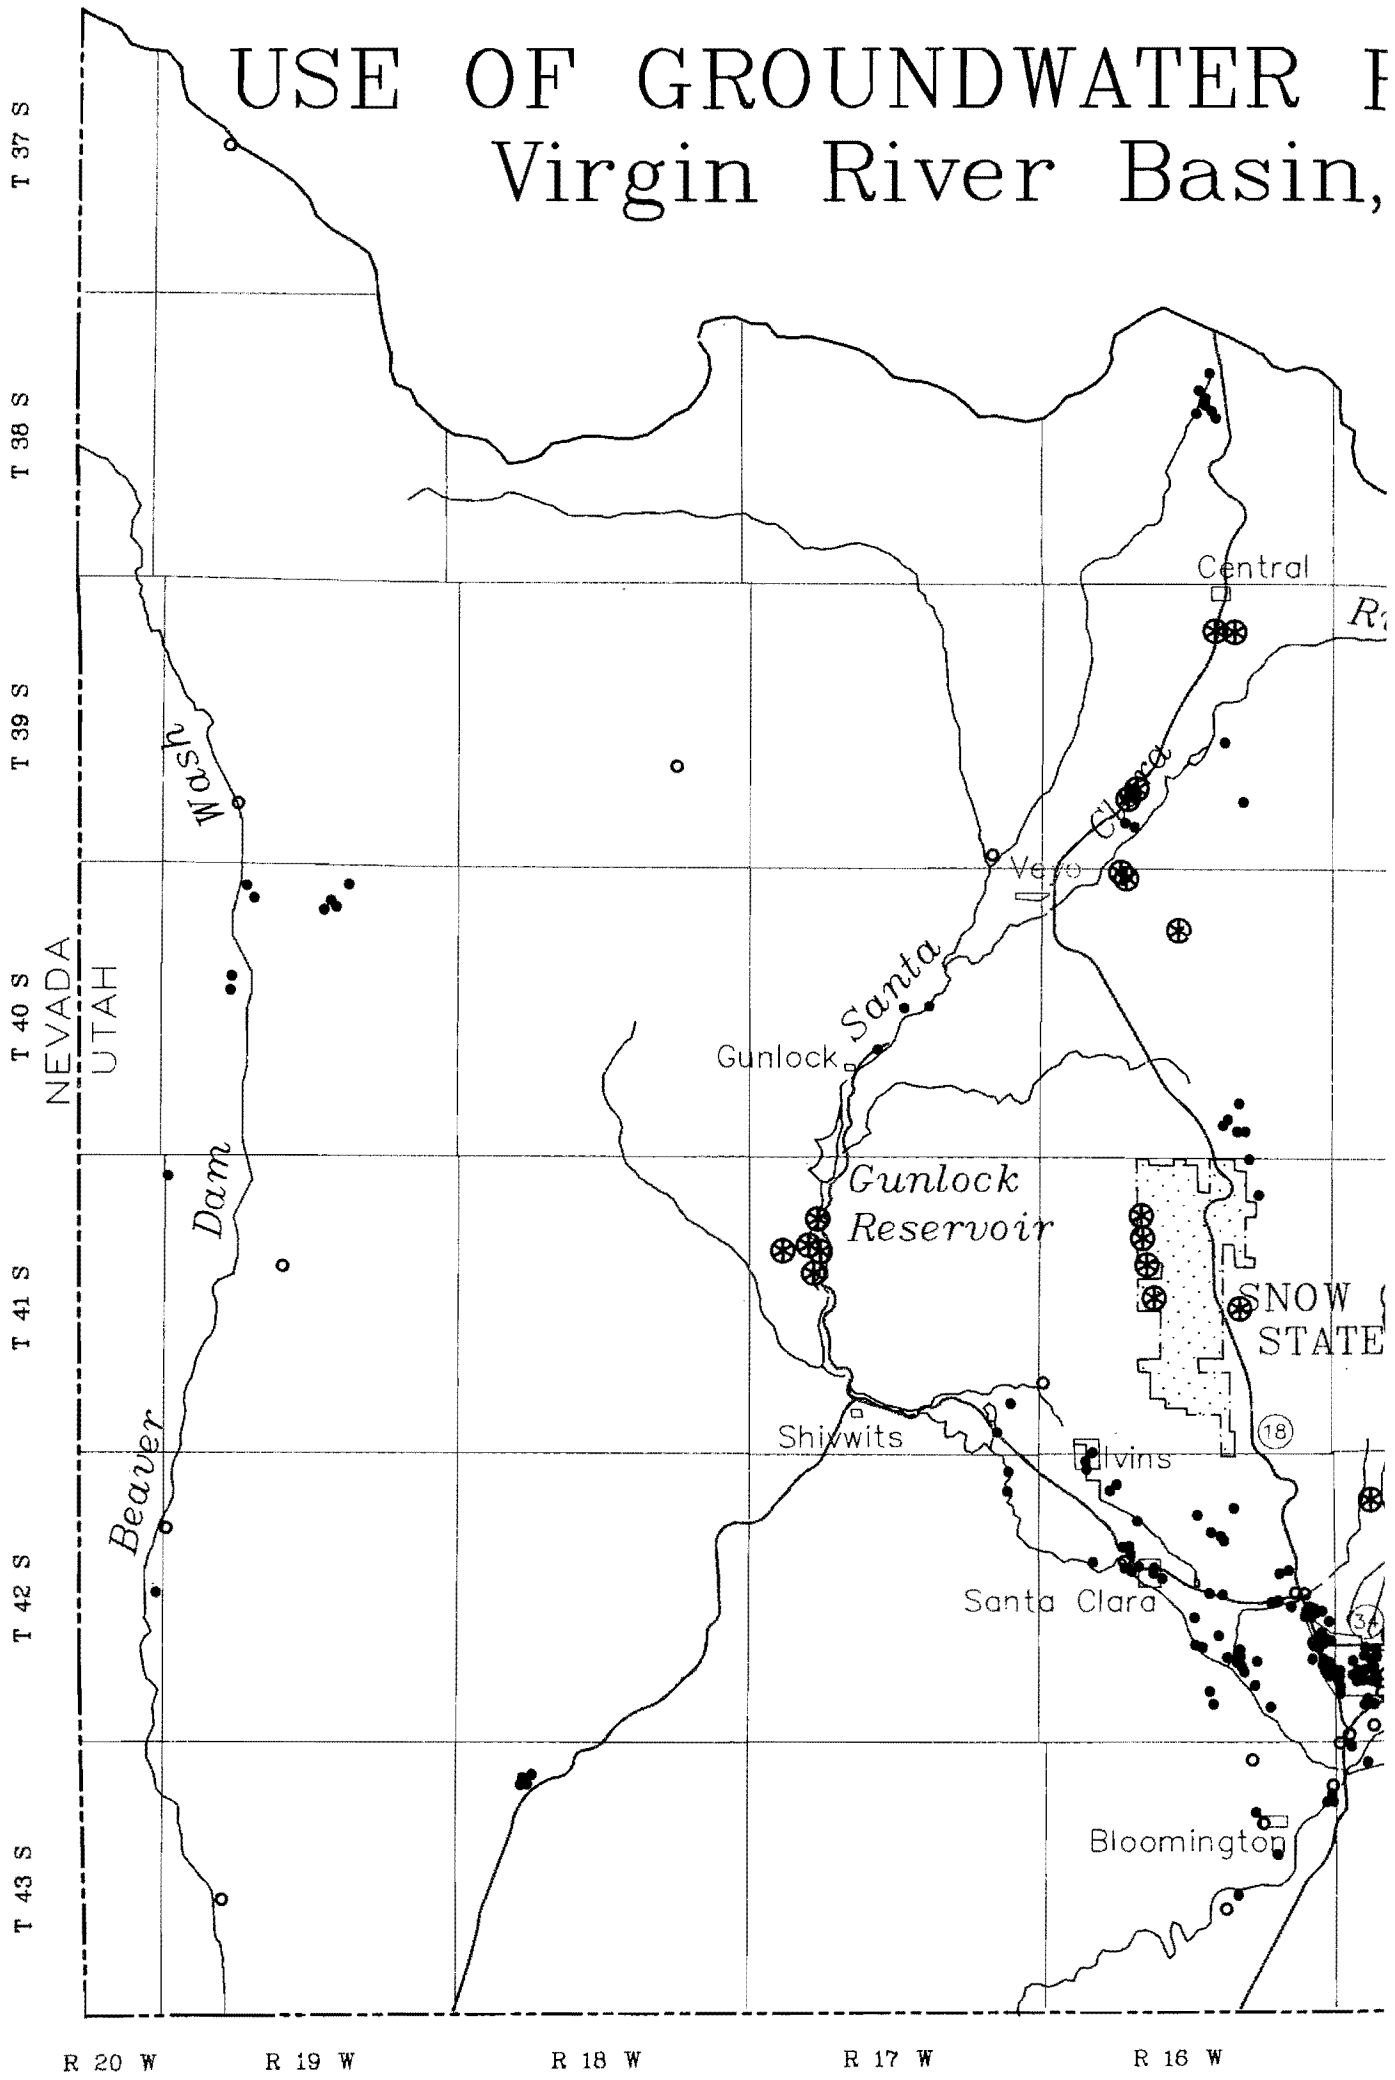 USE OF GROUNDWATER
Virgin River Basin,
T 37 S
T 38 S
Central
T 39 S
Wash
Clara
Veyo
Santa
NEVADA
UTAH
T 40 S
Gunlock
Dam
Gunlock
Reservoir
T 41 S
SNOW
STATE
Beaver
Shivwits
18
Ivins
T 42 S
Santa Clara
34
Bloomington
T 43 S
R 20 W
R 19 W
R 18 W
R 17 W
R 16 W